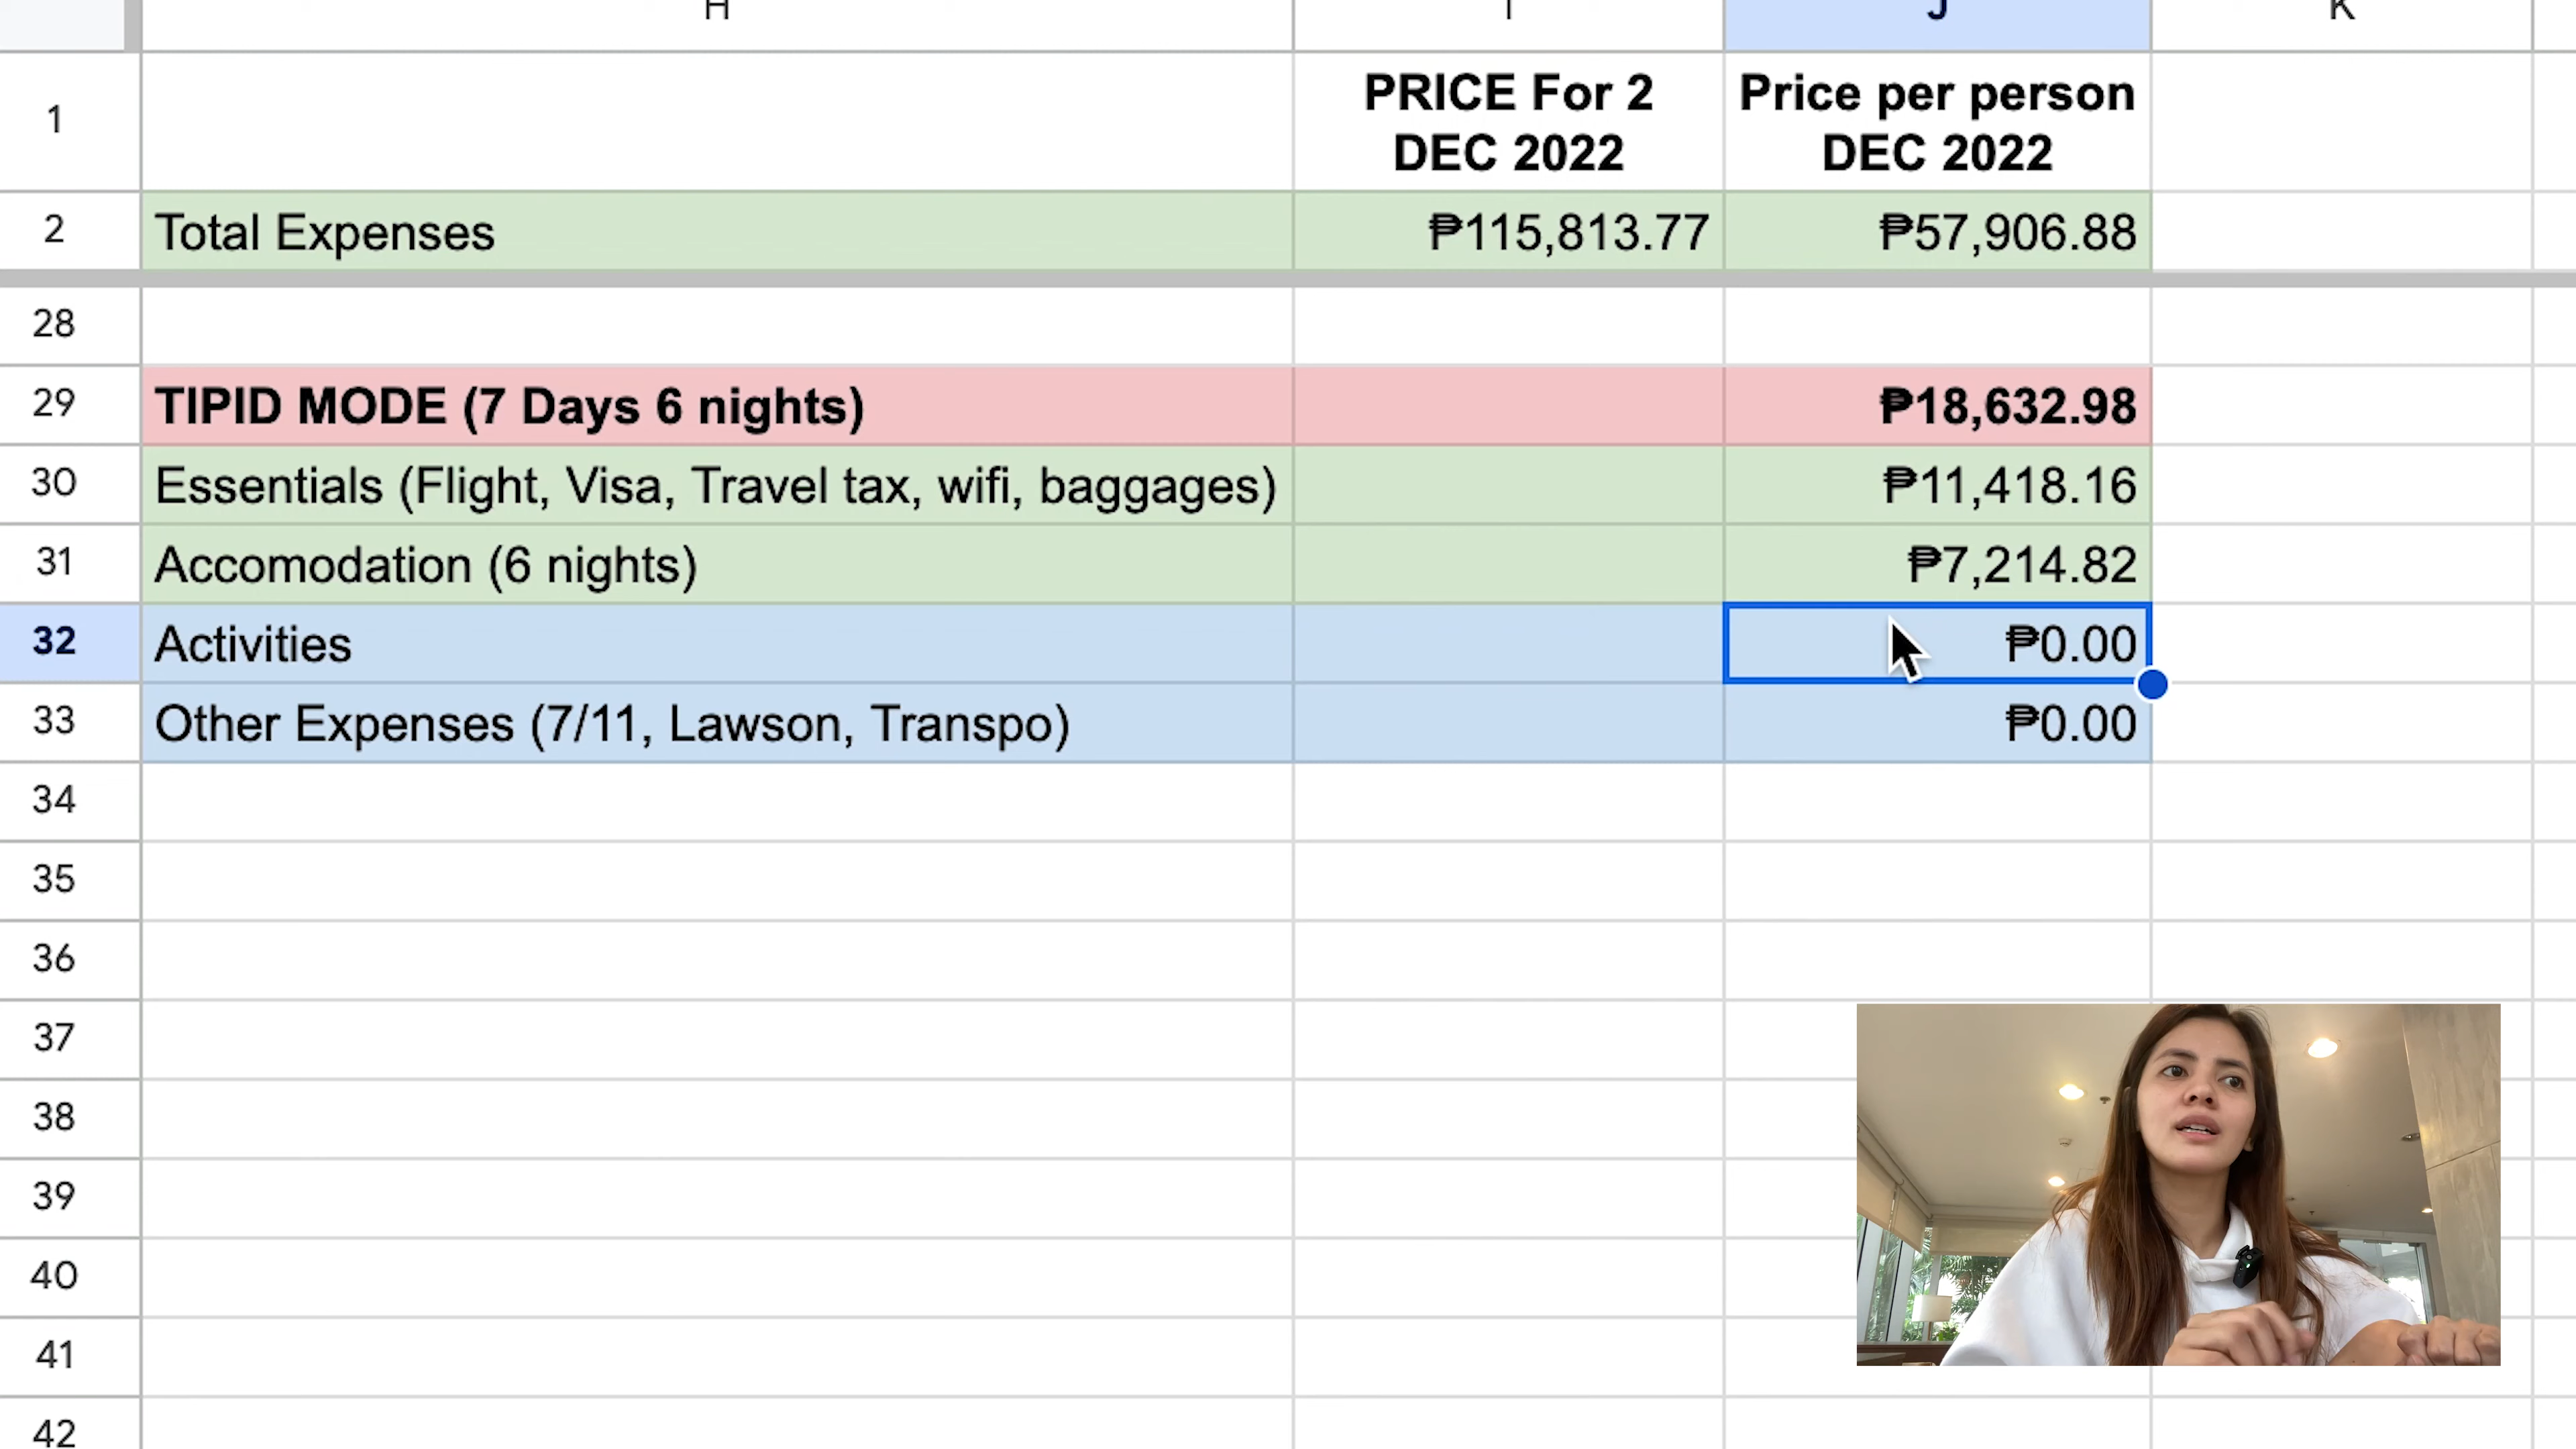 H I J K
1 PRICE For 2 Price per person
DEC 2022 DEC 2022
2 Total Expenses ₱115,813.77 ₱57,906.88
28
29 TIPID MODE (7 Days 6 nights) ₱18,632.98
30 Essentials (Flight, Visa, Travel tax, wifi, baggages) ₱11,418.16
31 Accomodation (6 nights) ₱7,214.82
32 Activities ₱0.00
33 Other Expenses (7/11, Lawson, Transpo) ₱0.00
34
35
36
37
38
39
40
41
42